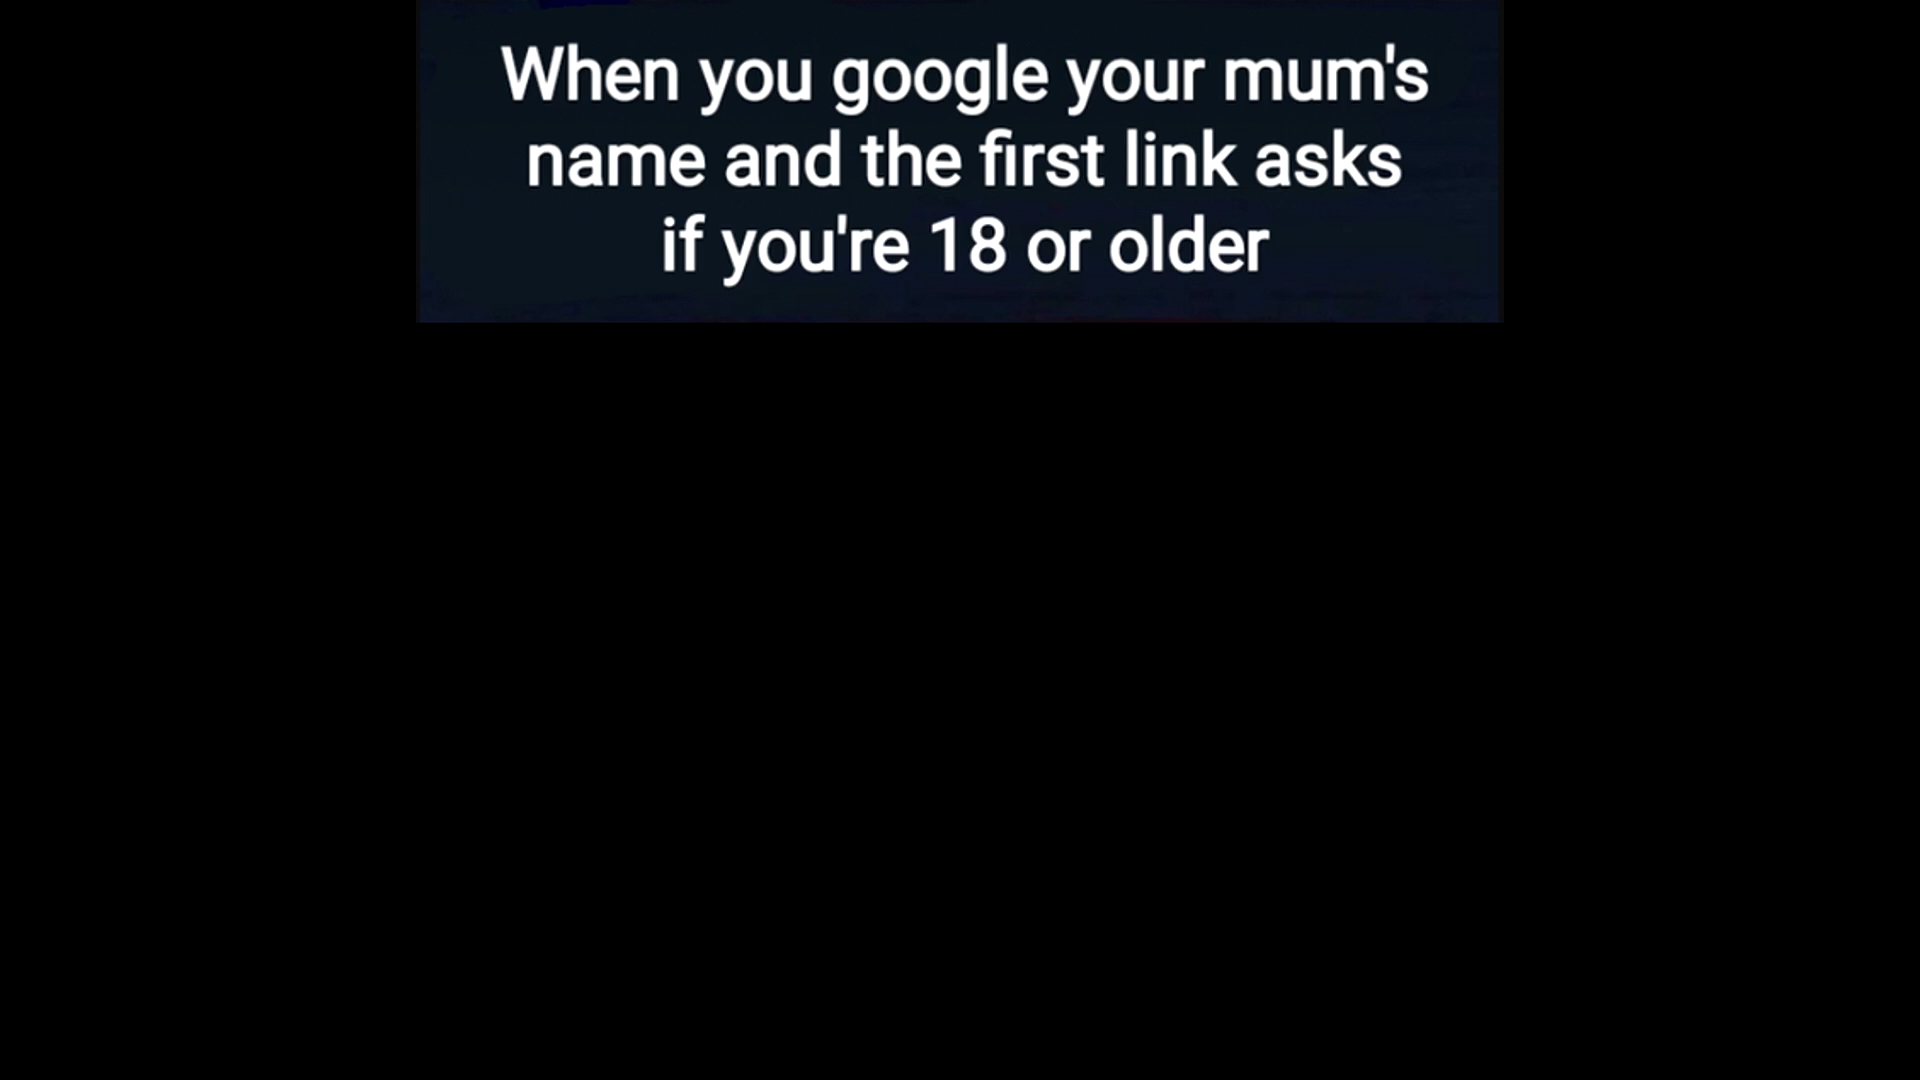 When you google your mum's
name and the first link asks
if you're 18 or older